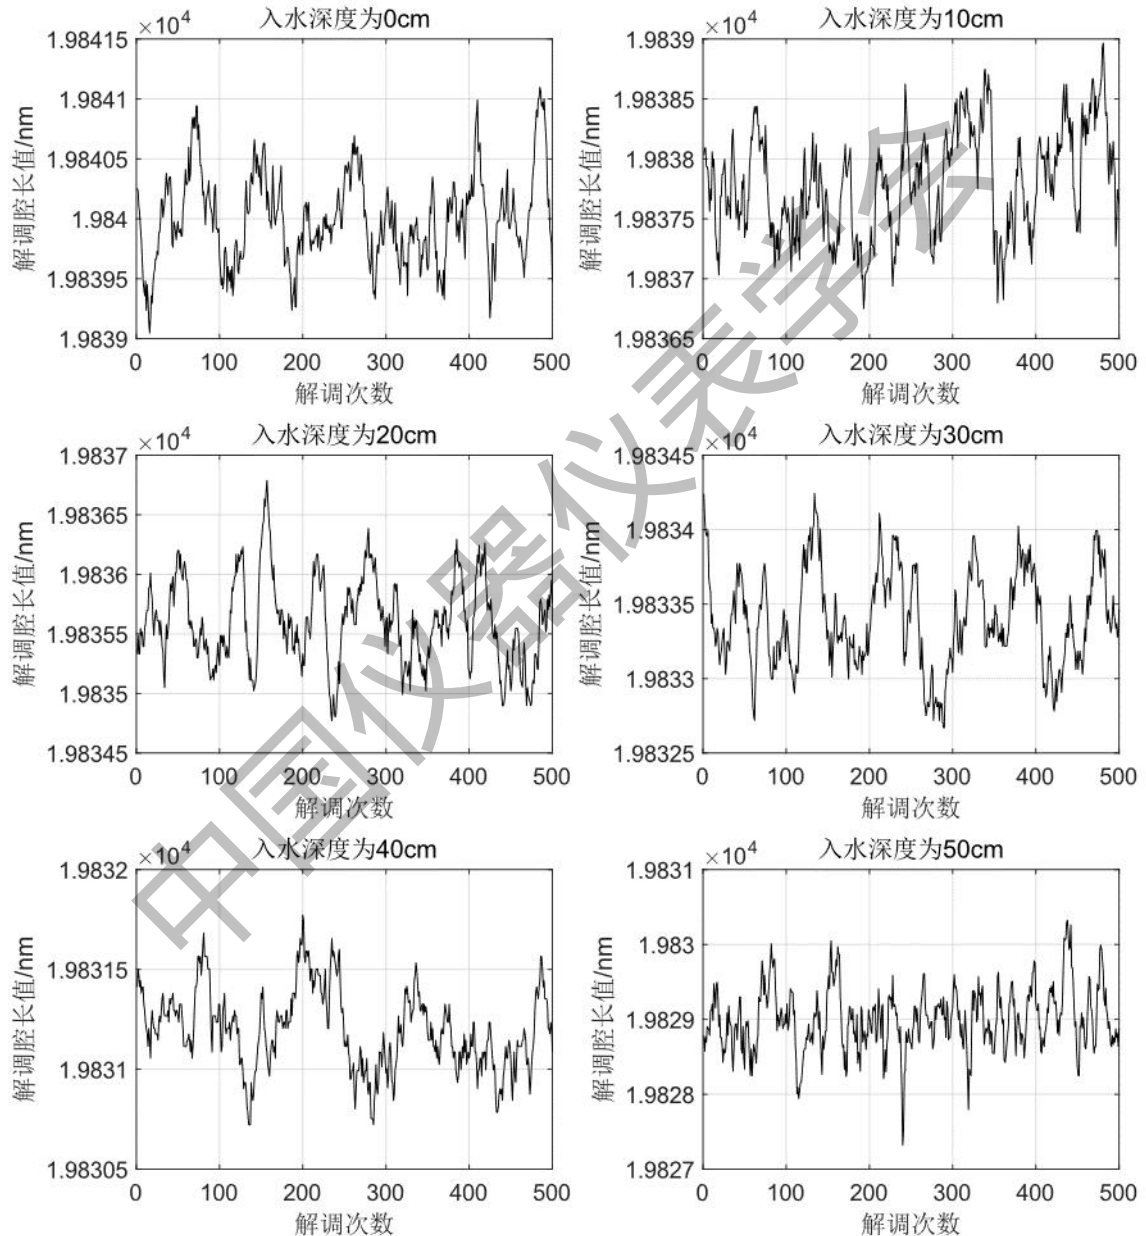 ×10⁴ 入水深度为0cm
1.98415
1.9841
1.98405
1.984
1.98395
1.9839
解调腔长值/nm
0 100 200 300 400 500
解调次数
×10⁴ 入水深度为10cm
1.9839
1.98385
1.9838
1.98375
1.9837
1.98365
解调腔长值/nm
0 100 200 300 400 500
解调次数
×10⁴ 入水深度为20cm
1.9837
1.98365
1.9836
1.98355
1.9835
1.98345
解调腔长值/nm
0 100 200 300 400 500
解调次数
×10⁴ 入水深度为30cm
1.98345
1.9834
1.98335
1.9833
1.98325
解调腔长值/nm
0 100 200 300 400 500
解调次数
×10⁴ 入水深度为40cm
1.9832
1.98315
1.9831
1.98305
解调腔长值/nm
0 100 200 300 400 500
解调次数
×10⁴ 入水深度为50cm
1.9831
1.983
1.9829
1.9828
1.9827
解调腔长值/nm
0 100 200 300 400 500
解调次数
中国仪器仪表学会